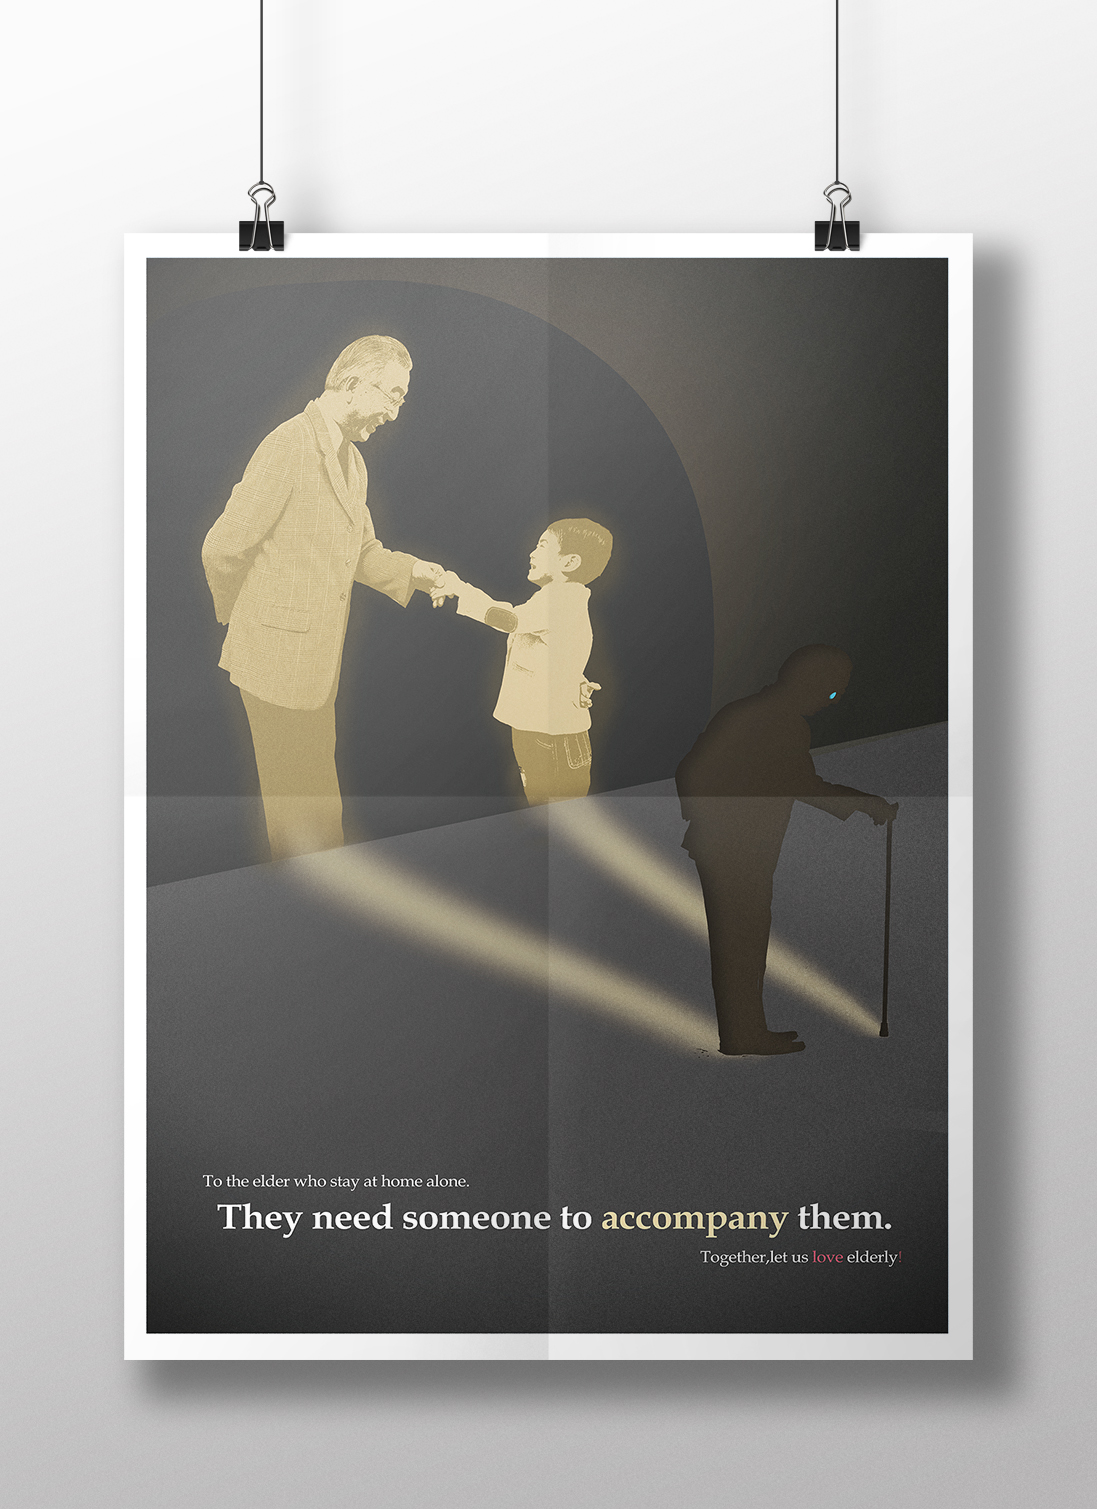 To the elder who stay at home alone.
They need someone to accompany them.
Together,let us love elderly!